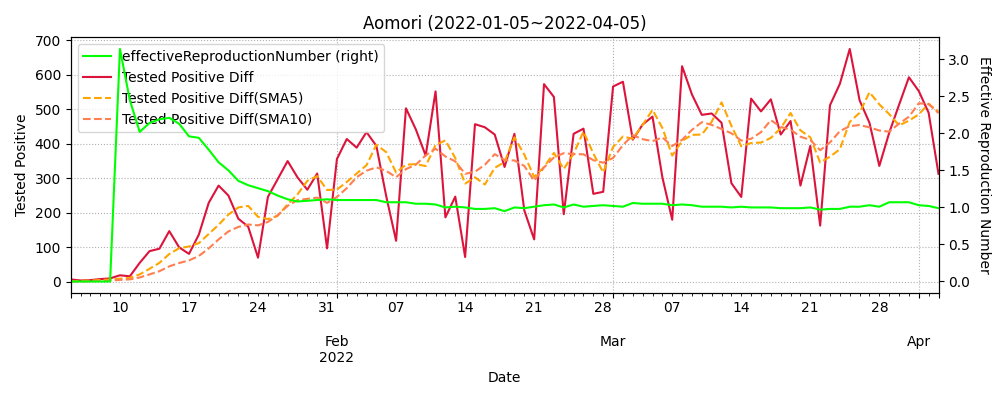 Aomori (2022-01-05~2022-04-05)
effectiveReproductionNumber (right)
Tested Positive Diff
Tested Positive Diff(SMA5)
Tested Positive Diff(SMA10)
Tested Positive
700
600
500
400
300
200
100
0
Effective Reproduction Number
3.0
2.5
2.0
1.5
1.0
0.5
0.0
10 17 24 31 07 14 21 28 07 14 21 28
Feb Mar Apr
2022
Date